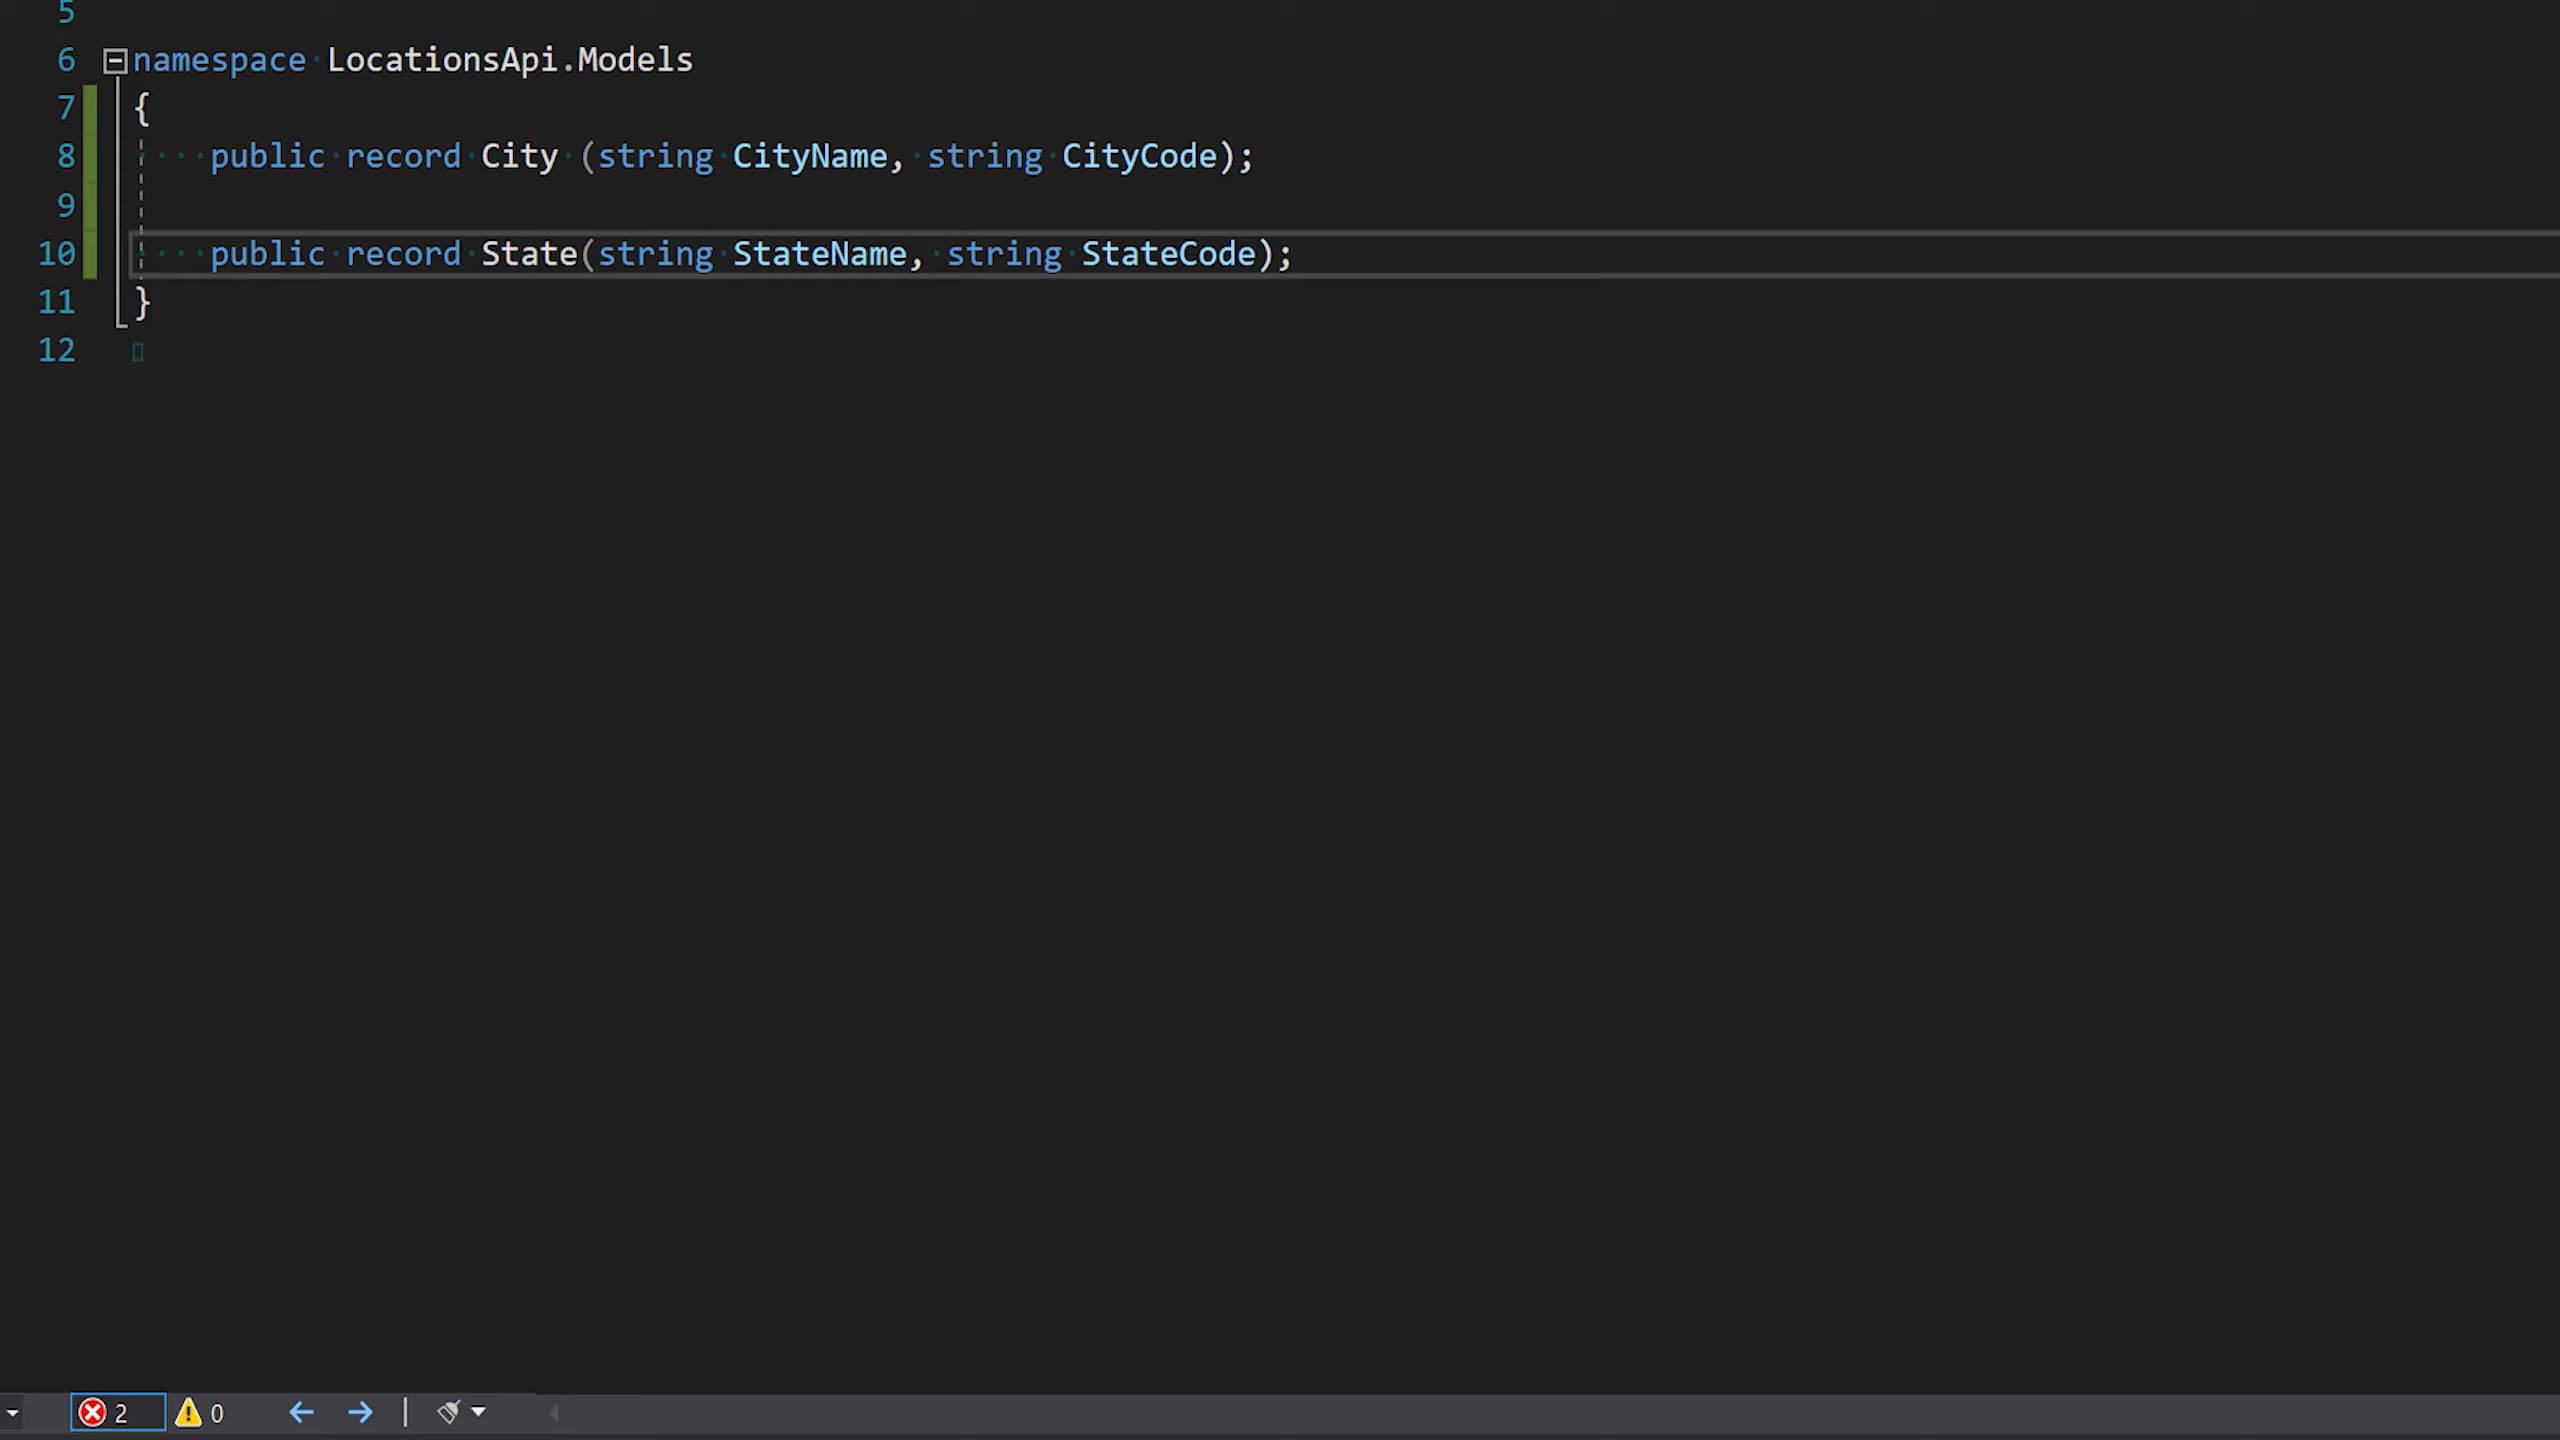 5
6 namespace LocationsApi.Models
7 {
8 public record City (string CityName, string CityCode);
9
10 public record State(string StateName, string StateCode);
11 }
12
2 0